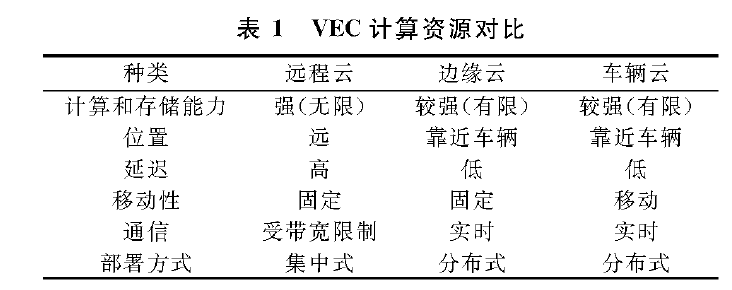 表 1 VEC 计算资源对比
种类 远程云 边缘云 车辆云
计算和存储能力 强(无限) 较强(有限) 较强(有限)
位置 远 靠近车辆 靠近车辆
延迟 高 低 低
移动性 固定 固定 移动
通信 受带宽限制 实时 实时
部署方式 集中式 分布式 分布式